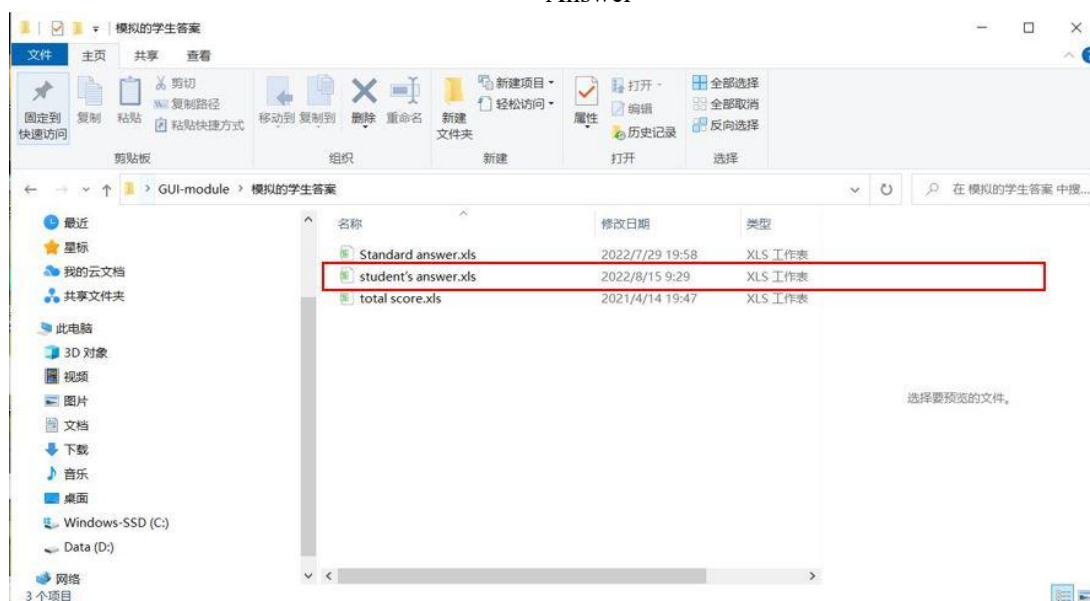 Answer
模拟的学生答案
文件 主页 共享 查看
固定到快速访问
复制
粘贴
剪切
复制路径
粘贴快捷方式
移动到
复制到
删除
重命名
新建文件夹
新建项目
轻松访问
属性
打开
编辑
历史记录
全部选择
全部取消
反向选择
剪贴板 组织 新建 打开 选择
GUI-module 模拟的学生答案
在 模拟的学生答案 中搜...
最近
星标
我的云文档
共享文件夹
此电脑
3D 对象
视频
图片
文档
下载
音乐
桌面
Windows-SSD (C:)
Data (D:)
网络
名称 修改日期 类型
Standard answer.xls 2022/7/29 19:58 XLS 工作表
student's answer.xls 2022/8/15 9:29 XLS 工作表
total score.xls 2021/4/14 19:47 XLS 工作表
选择要预览的文件。
3 个项目